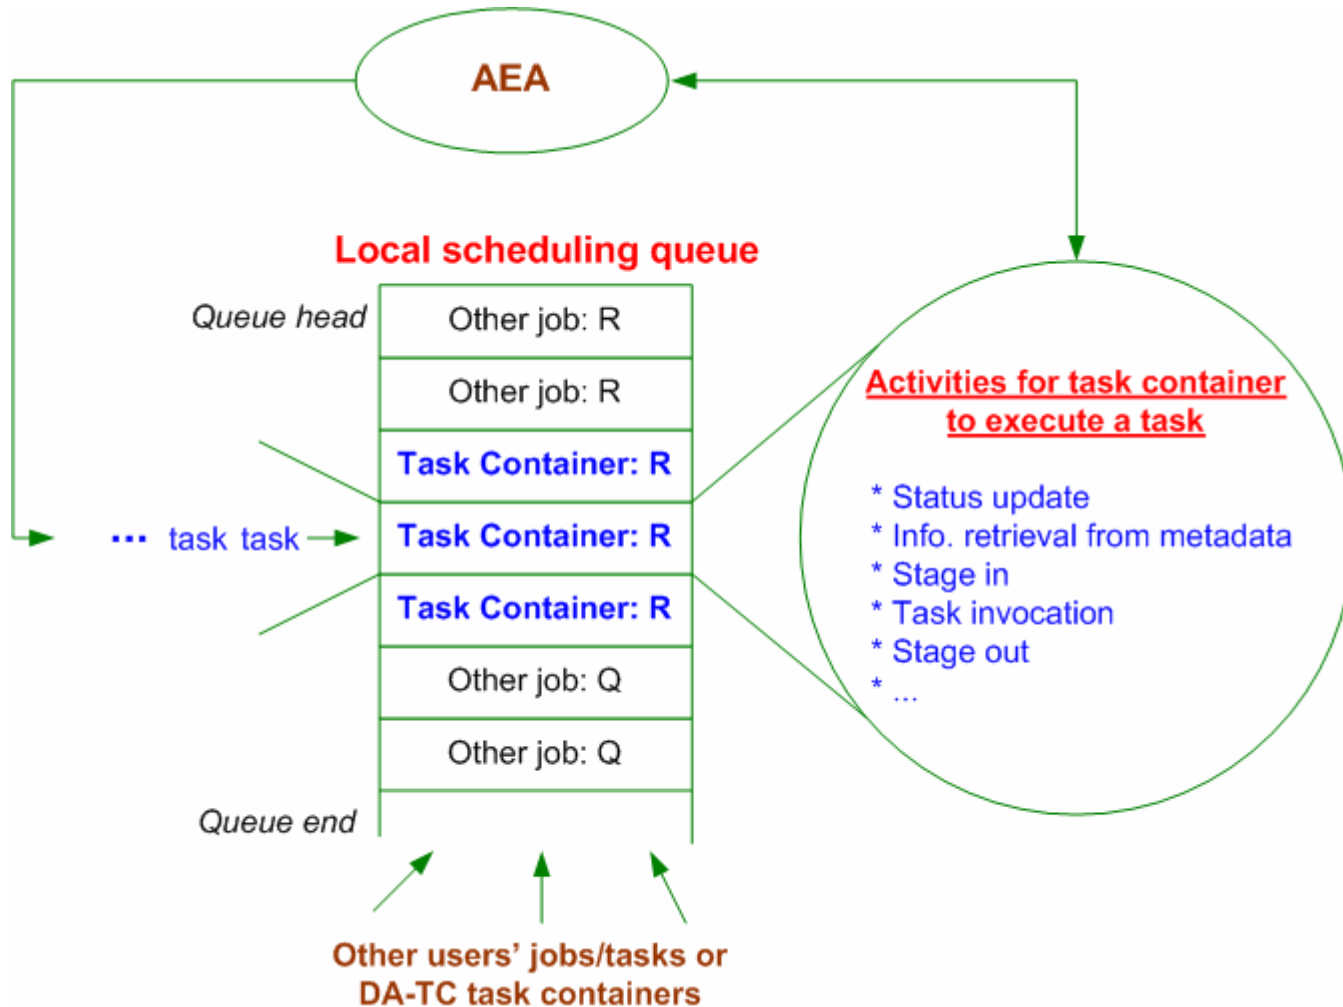 AEA
Local scheduling queue
Queue head
Other job: R
Other job: R
Task Container: R
... task task
Task Container: R
Task Container: R
Other job: Q
Other job: Q
Queue end
Other users’ jobs/tasks or
DA-TC task containers
Activities for task container
to execute a task
* Status update
* Info. retrieval from metadata
* Stage in
* Task invocation
* Stage out
* ...